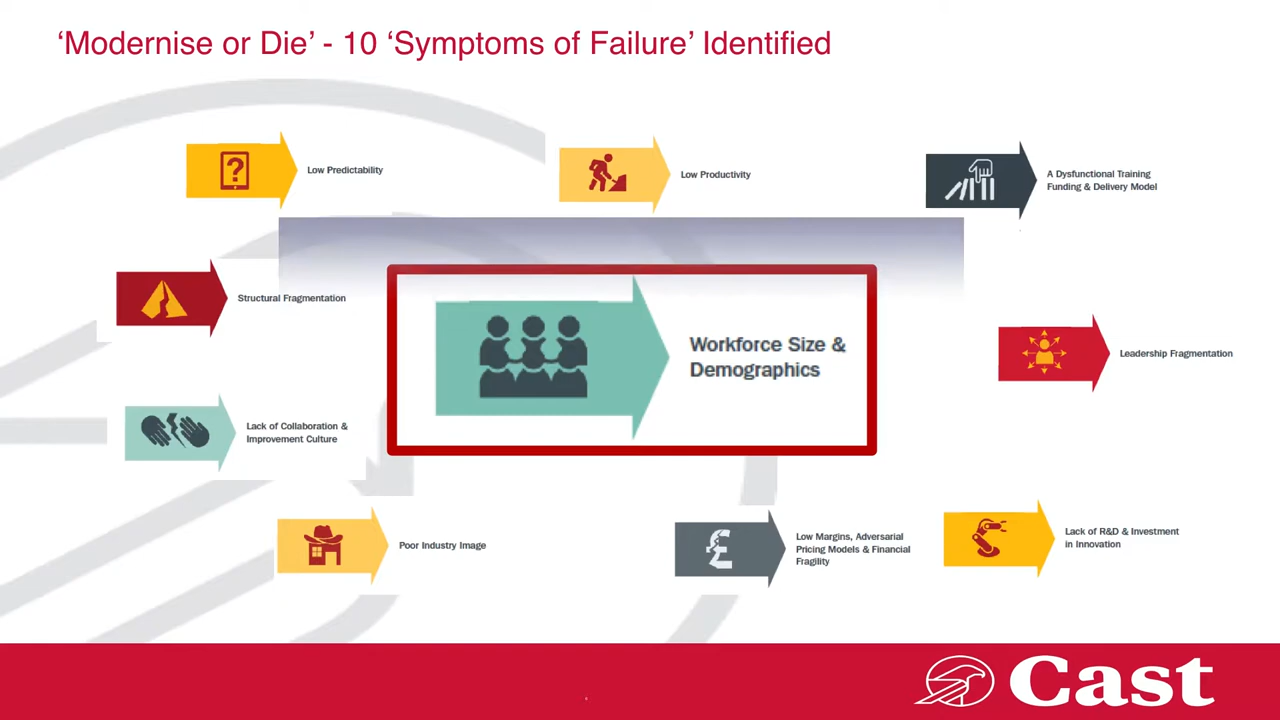 ‘Modernise or Die’ - 10 ‘Symptoms of Failure’ Identified
?
Low Predictability
Low Productivity
A Dysfunctional Training
Funding & Delivery Model
Structural Fragmentation
Workforce Size &
Demographics
Leadership Fragmentation
Lack of Collaboration &
Improvement Culture
Poor Industry Image
£
Low Margins, Adversarial
Pricing Models & Financial
Fragility
Lack of R&D & Investment
in Innovation
Cast